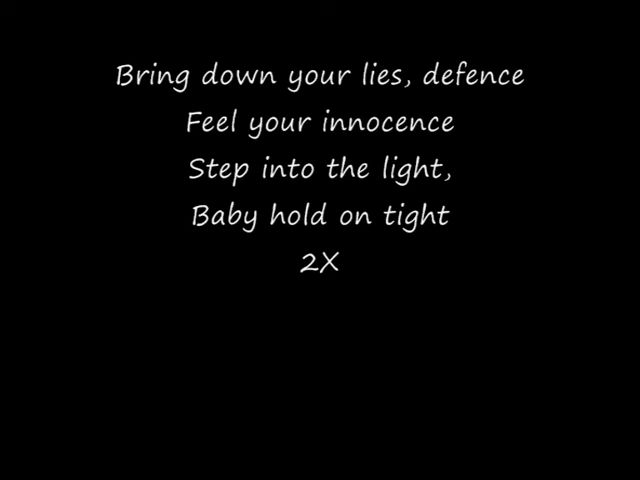 Bring down your lies, defence
Feel your innocence
Step into the light,
Baby hold on tight
2X